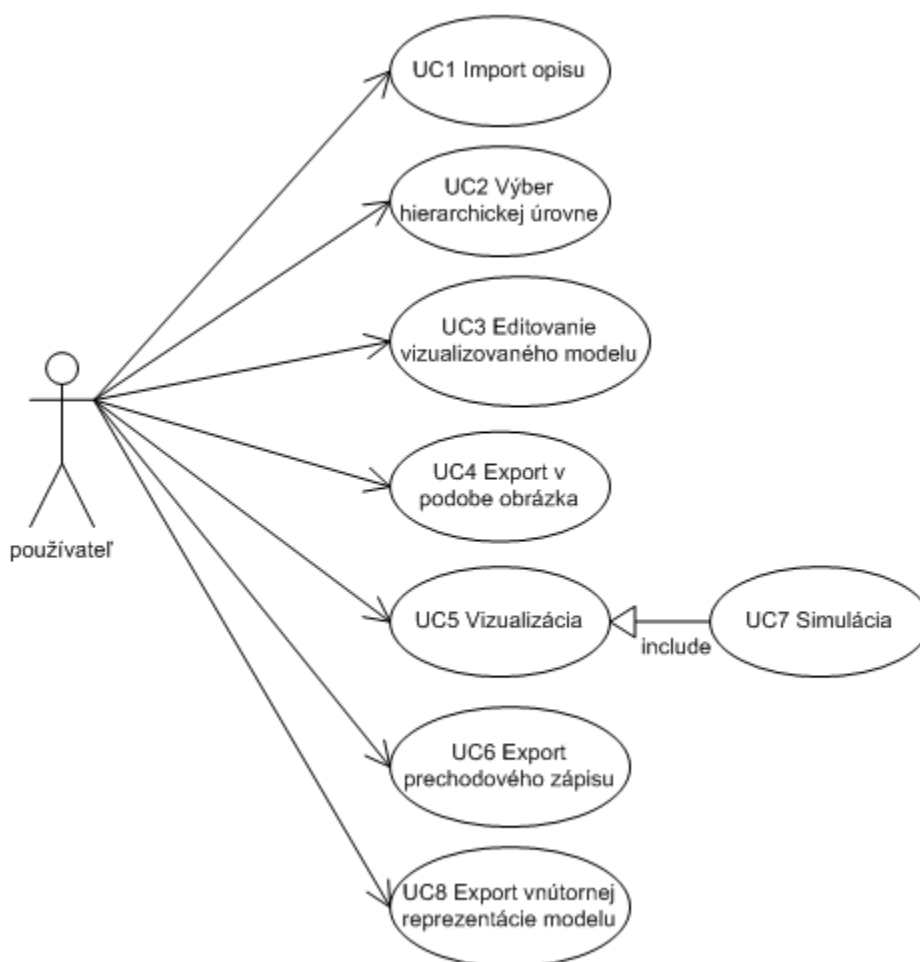 UC1 Import opisu
UC2 Výber
hierarchickej úrovne
UC3 Editovanie
vizualizovaného modelu
UC4 Export v
podobe obrázka
používateľ
UC5 Vizualizácia
include
UC7 Simulácia
UC6 Export
prechodového zápisu
UC8 Export vnútornej
reprezentácie modelu